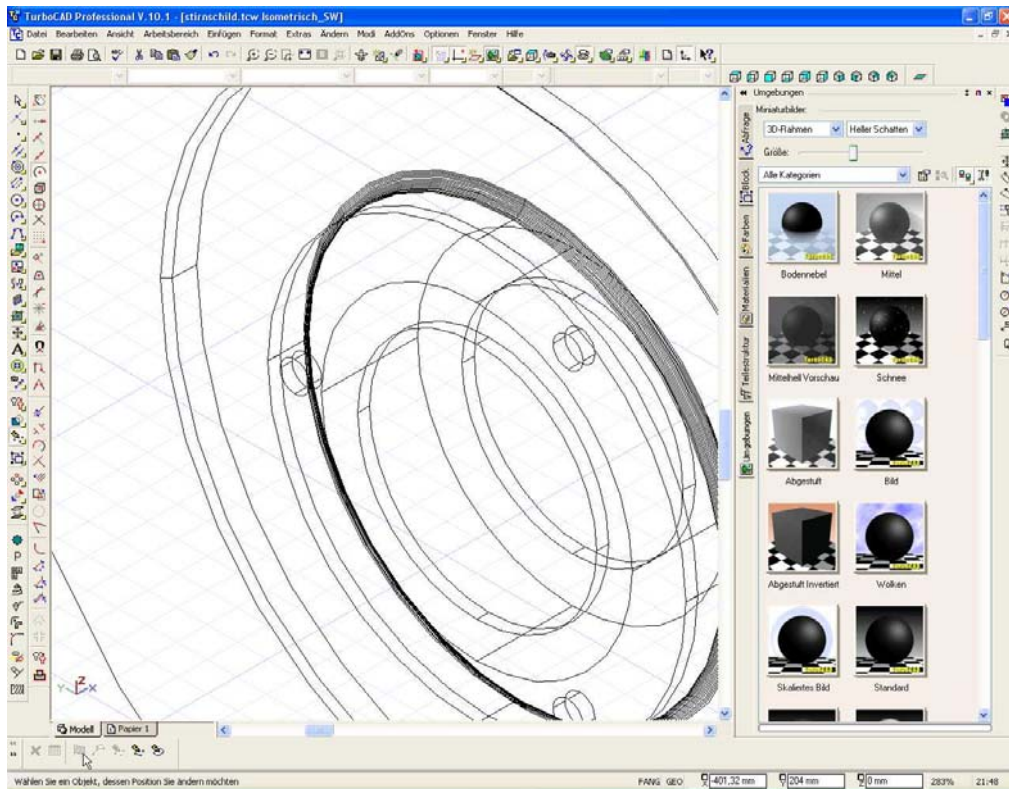 TurboCAD Professional V.10.1 - [stirnschild.tcw Isometrisch_SW]
Datei Bearbeiten Ansicht Arbeitsbereich Einfügen Format Extras Ändern Modi AddOns Optionen Fenster Hilfe
Umgebungen
Miniaturbilder:
3D-Rahmen Heller Schatten
Größe:
Alle Kategorien
Abfrage
Block
Farben
Materialien
Teilestruktur
Umgebungen
Bodennebel Mittel
Mittelhell Vorschau Schnee
Abgestuft Bild
Abgestuft Invertiert Wolken
Skaliertes Bild Standard
Y Z X
Modell Papier 1
Wählen Sie ein Objekt, dessen Position Sie ändern möchten
FANG GEO -401,32 mm 204 mm 0 mm 283% 21:48